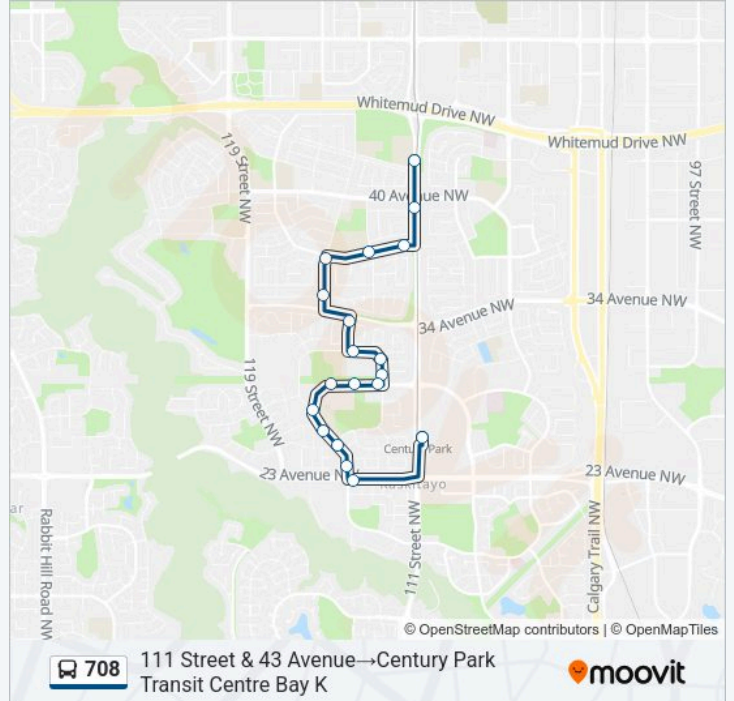 Whitemud Drive NW
Whitemud Drive NW
119 Street NW
40 Avenue NW
97 Street NW
34 Avenue NW
34 Avenue NW
119 Street NW
Century Park
23 Avenue NW
23 Avenue NW
Kaskitayo
ar
Rabbit Hill Road NW
111 Street NW
Calgary Trail NW
© OpenStreetMap contributors | © OpenMapTiles
708
111 Street & 43 Avenue→Century Park
Transit Centre Bay K
moovit